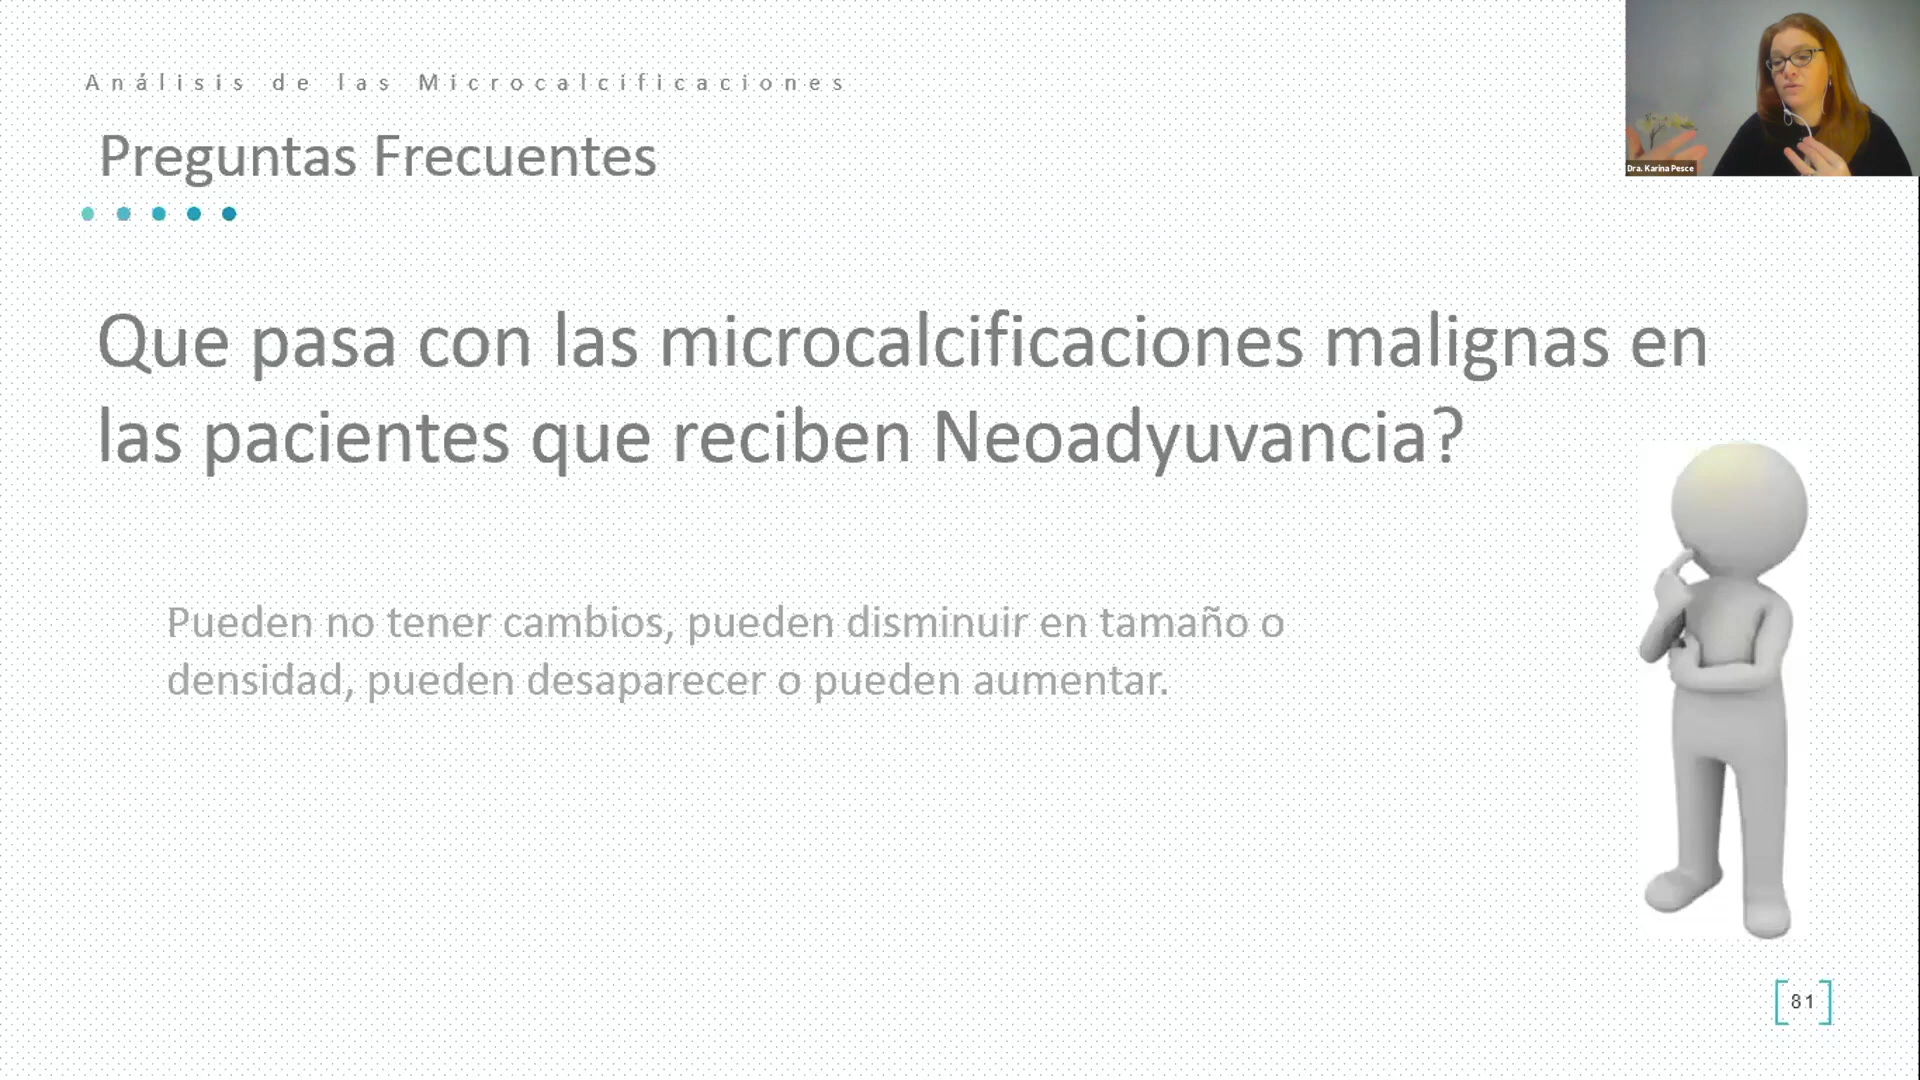 Análisis de las Microcalcificaciones
Preguntas Frecuentes
Que pasa con las microcalcificaciones malignas en
las pacientes que reciben Neoadyuvancia?
Pueden no tener cambios, pueden disminuir en tamaño o
densidad, pueden desaparecer o pueden aumentar.
Dra. Karina Pesce
81